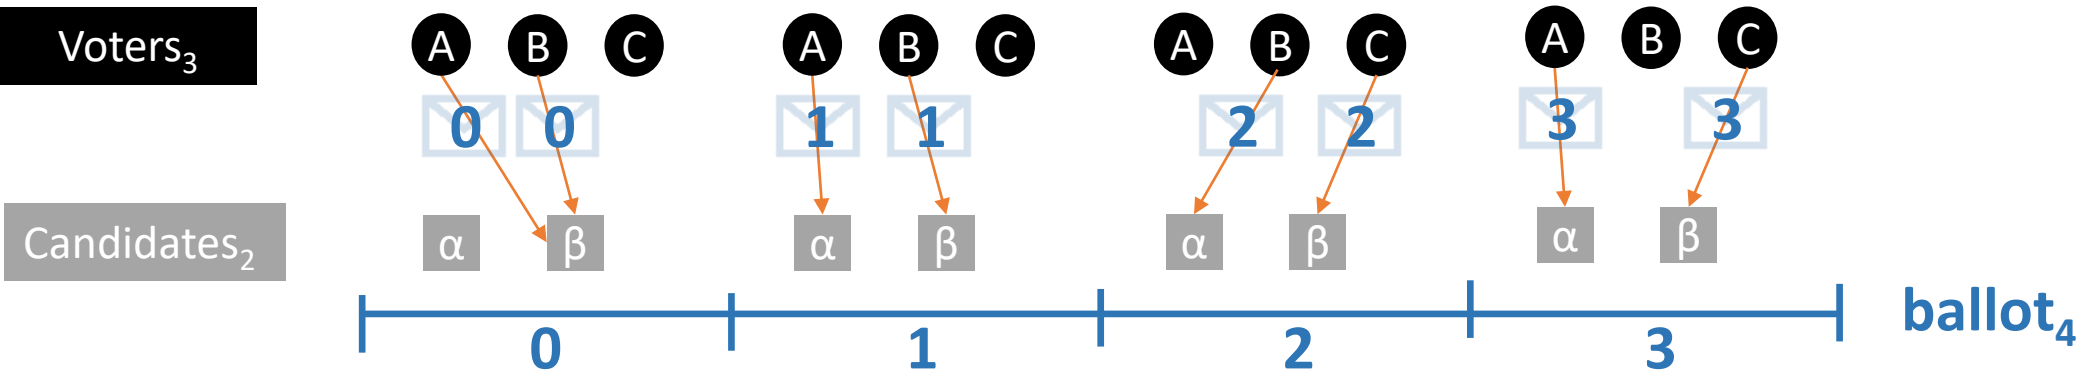 Voters₃ A B C A B C A B C A B C
0 0 1 1 2 2 3 3
Candidates₂ α β α β α β α β
0 1 2 3 ballot₄